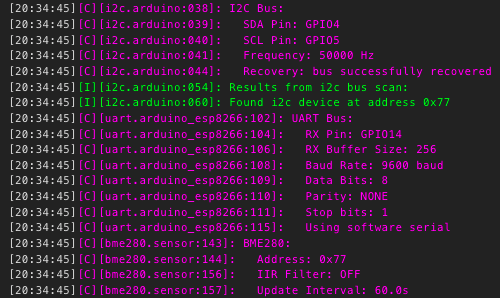 [20:34:45][C][i2c.arduino:038]: I2C Bus:
[20:34:45][C][i2c.arduino:039]:   SDA Pin: GPIO4
[20:34:45][C][i2c.arduino:040]:   SCL Pin: GPIO5
[20:34:45][C][i2c.arduino:041]:   Frequency: 50000 Hz
[20:34:45][C][i2c.arduino:044]:   Recovery: bus successfully recovered
[20:34:45][I][i2c.arduino:054]: Results from i2c bus scan:
[20:34:45][I][i2c.arduino:060]: Found i2c device at address 0x77
[20:34:45][C][uart.arduino_esp8266:102]: UART Bus:
[20:34:45][C][uart.arduino_esp8266:104]:   RX Pin: GPIO14
[20:34:45][C][uart.arduino_esp8266:106]:   RX Buffer Size: 256
[20:34:45][C][uart.arduino_esp8266:108]:   Baud Rate: 9600 baud
[20:34:45][C][uart.arduino_esp8266:109]:   Data Bits: 8
[20:34:45][C][uart.arduino_esp8266:110]:   Parity: NONE
[20:34:45][C][uart.arduino_esp8266:111]:   Stop bits: 1
[20:34:45][C][uart.arduino_esp8266:115]:   Using software serial
[20:34:45][C][bme280.sensor:143]: BME280:
[20:34:45][C][bme280.sensor:144]:   Address: 0x77
[20:34:45][C][bme280.sensor:156]:   IIR Filter: OFF
[20:34:45][C][bme280.sensor:157]:   Update Interval: 60.0s